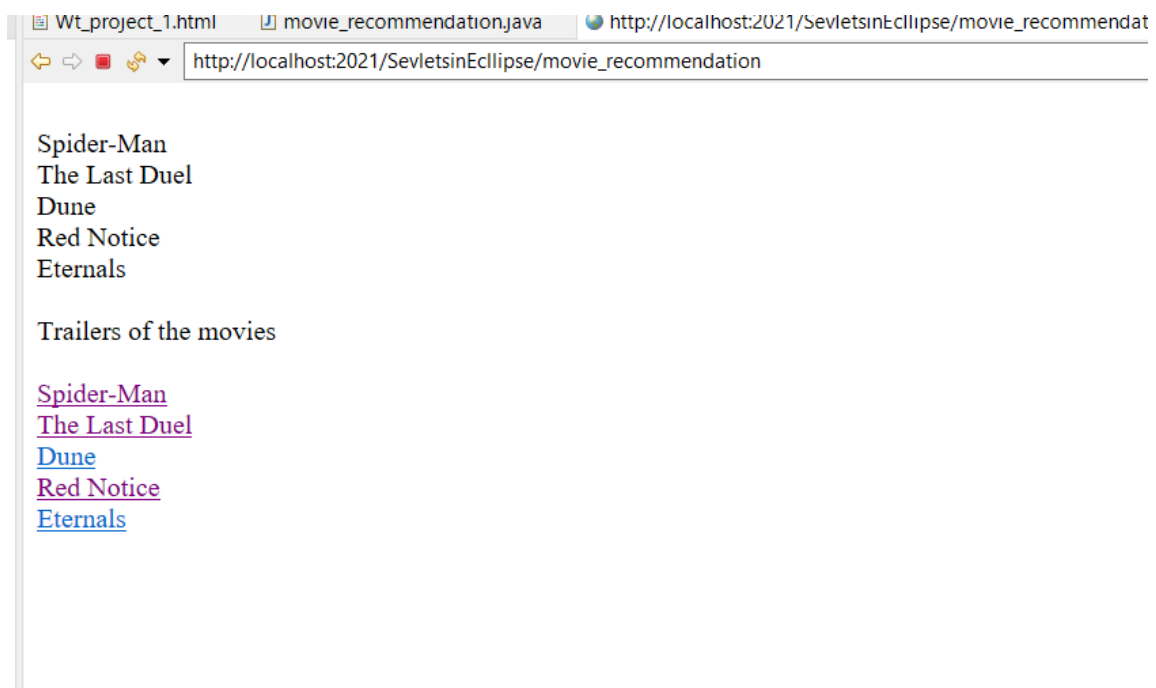 Wt_project_1.html movie_recommendation.java http://localhost:2021/SevletsinEcllipse/movie_recommendat
http://localhost:2021/SevletsinEcllipse/movie_recommendation
Spider-Man
The Last Duel
Dune
Red Notice
Eternals
Trailers of the movies
Spider-Man
The Last Duel
Dune
Red Notice
Eternals